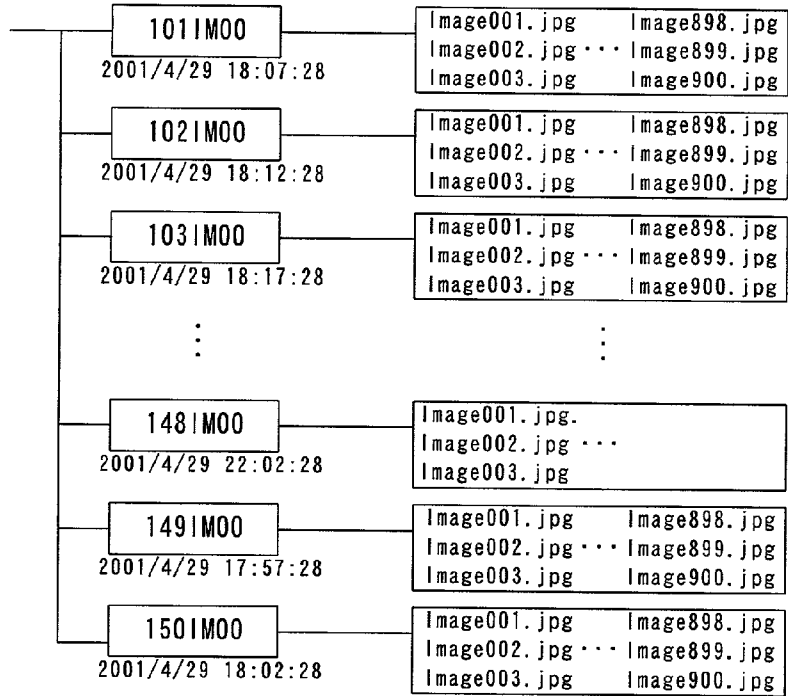 101IM00
2001/4/29 18:07:28
Image001.jpg Image898.jpg
Image002.jpg ··· Image899.jpg
Image003.jpg Image900.jpg
102IM00
2001/4/29 18:12:28
Image001.jpg Image898.jpg
Image002.jpg ··· Image899.jpg
Image003.jpg Image900.jpg
103IM00
2001/4/29 18:17:28
Image001.jpg Image898.jpg
Image002.jpg ··· Image899.jpg
Image003.jpg Image900.jpg
148IM00
2001/4/29 22:02:28
Image001.jpg.
Image002.jpg ···
Image003.jpg
149IM00
2001/4/29 17:57:28
Image001.jpg Image898.jpg
Image002.jpg ··· Image899.jpg
Image003.jpg Image900.jpg
150IM00
2001/4/29 18:02:28
Image001.jpg Image898.jpg
Image002.jpg ··· Image899.jpg
Image003.jpg Image900.jpg